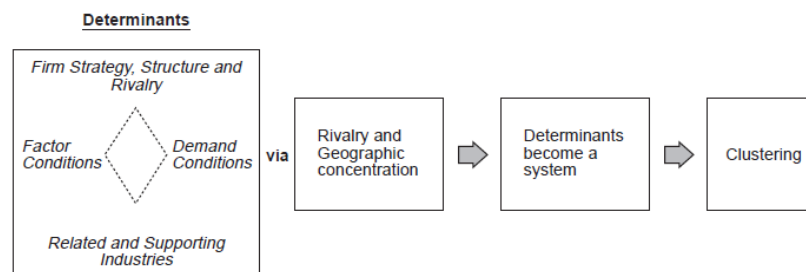 Determinants
Firm Strategy, Structure and
Rivalry
Factor
Conditions
Demand
Conditions
Related and Supporting
Industries
via
Rivalry and
Geographic
concentration
Determinants
become a
system
Clustering